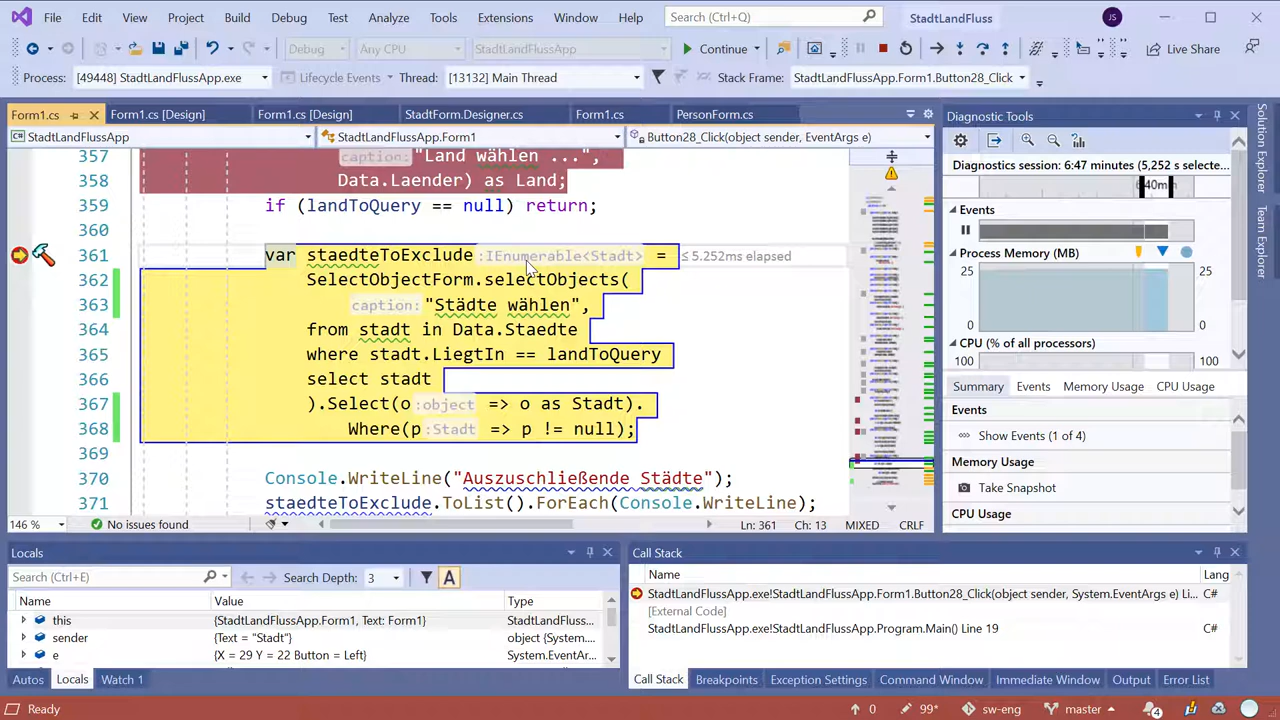 File Edit View Project Build Debug Test Analyze Tools Extensions Window Help Search (Ctrl+Q) StadtLandFluss JS
Debug Any CPU StadtLandFlussApp Continue Live Share
Process: [49448] StadtLandFlussApp.exe Lifecycle Events Thread: [13132] Main Thread Stack Frame: StadtLandFlussApp.Form1.Button28_Click
Form1.cs Form1.cs [Design] Form1.cs [Design] StadtForm.Designer.cs Form1.cs PersonForm.cs
StadtLandFlussApp StadtLandFlussApp.Form1 Button28_Click(object sender, EventArgs e)
357 caption: "Land wählen ...",
358 Data.Laender) as Land;
359 if (landToQuery == null) return;
360
361 var staedteToExclude :IEnumerable<Stadt> = ≤ 5.252ms elapsed
362 SelectObjectForm.selectObjects(
363 caption: "Städte wählen",
364 from stadt in Data.Staedte
365 where stadt.LiegtIn == landToQuery
366 select stadt
367 ).Select(o => o as Stadt).
368 Where(p Stadt => p != null);
369
370 Console.WriteLine("Auszuschließende Städte");
371 staedteToExclude.ToList().ForEach(Console.WriteLine);
146 % No issues found Ln: 361 Ch: 13 MIXED CRLF
Diagnostic Tools
Diagnostics session: 6:47 minutes (5,252 s selecte...
6:40min
Events
Process Memory (MB)
25 25
0 0
CPU (% of all processors)
100 100
Summary Events Memory Usage CPU Usage
Events
Show Events (1 of 4)
Memory Usage
Take Snapshot
CPU Usage
Solution Explorer
Team Explorer
Locals
Search (Ctrl+E) Search Depth: 3 A
Name Value Type
this {StadtLandFlussApp.Form1, Text: Form1} StadtLandFluss...
sender {Text = "Stadt"} object {System....
e {X = 29 Y = 22 Button = Left} System.EventAr...
Autos Locals Watch 1
Call Stack
Name Lang
StadtLandFlussApp.exe!StadtLandFlussApp.Form1.Button28_Click(object sender, System.EventArgs e) Li... C#
[External Code]
StadtLandFlussApp.exe!StadtLandFlussApp.Program.Main() Line 19 C#
Call Stack Breakpoints Exception Settings Command Window Immediate Window Output Error List
Ready 0 99* sw-eng master 4